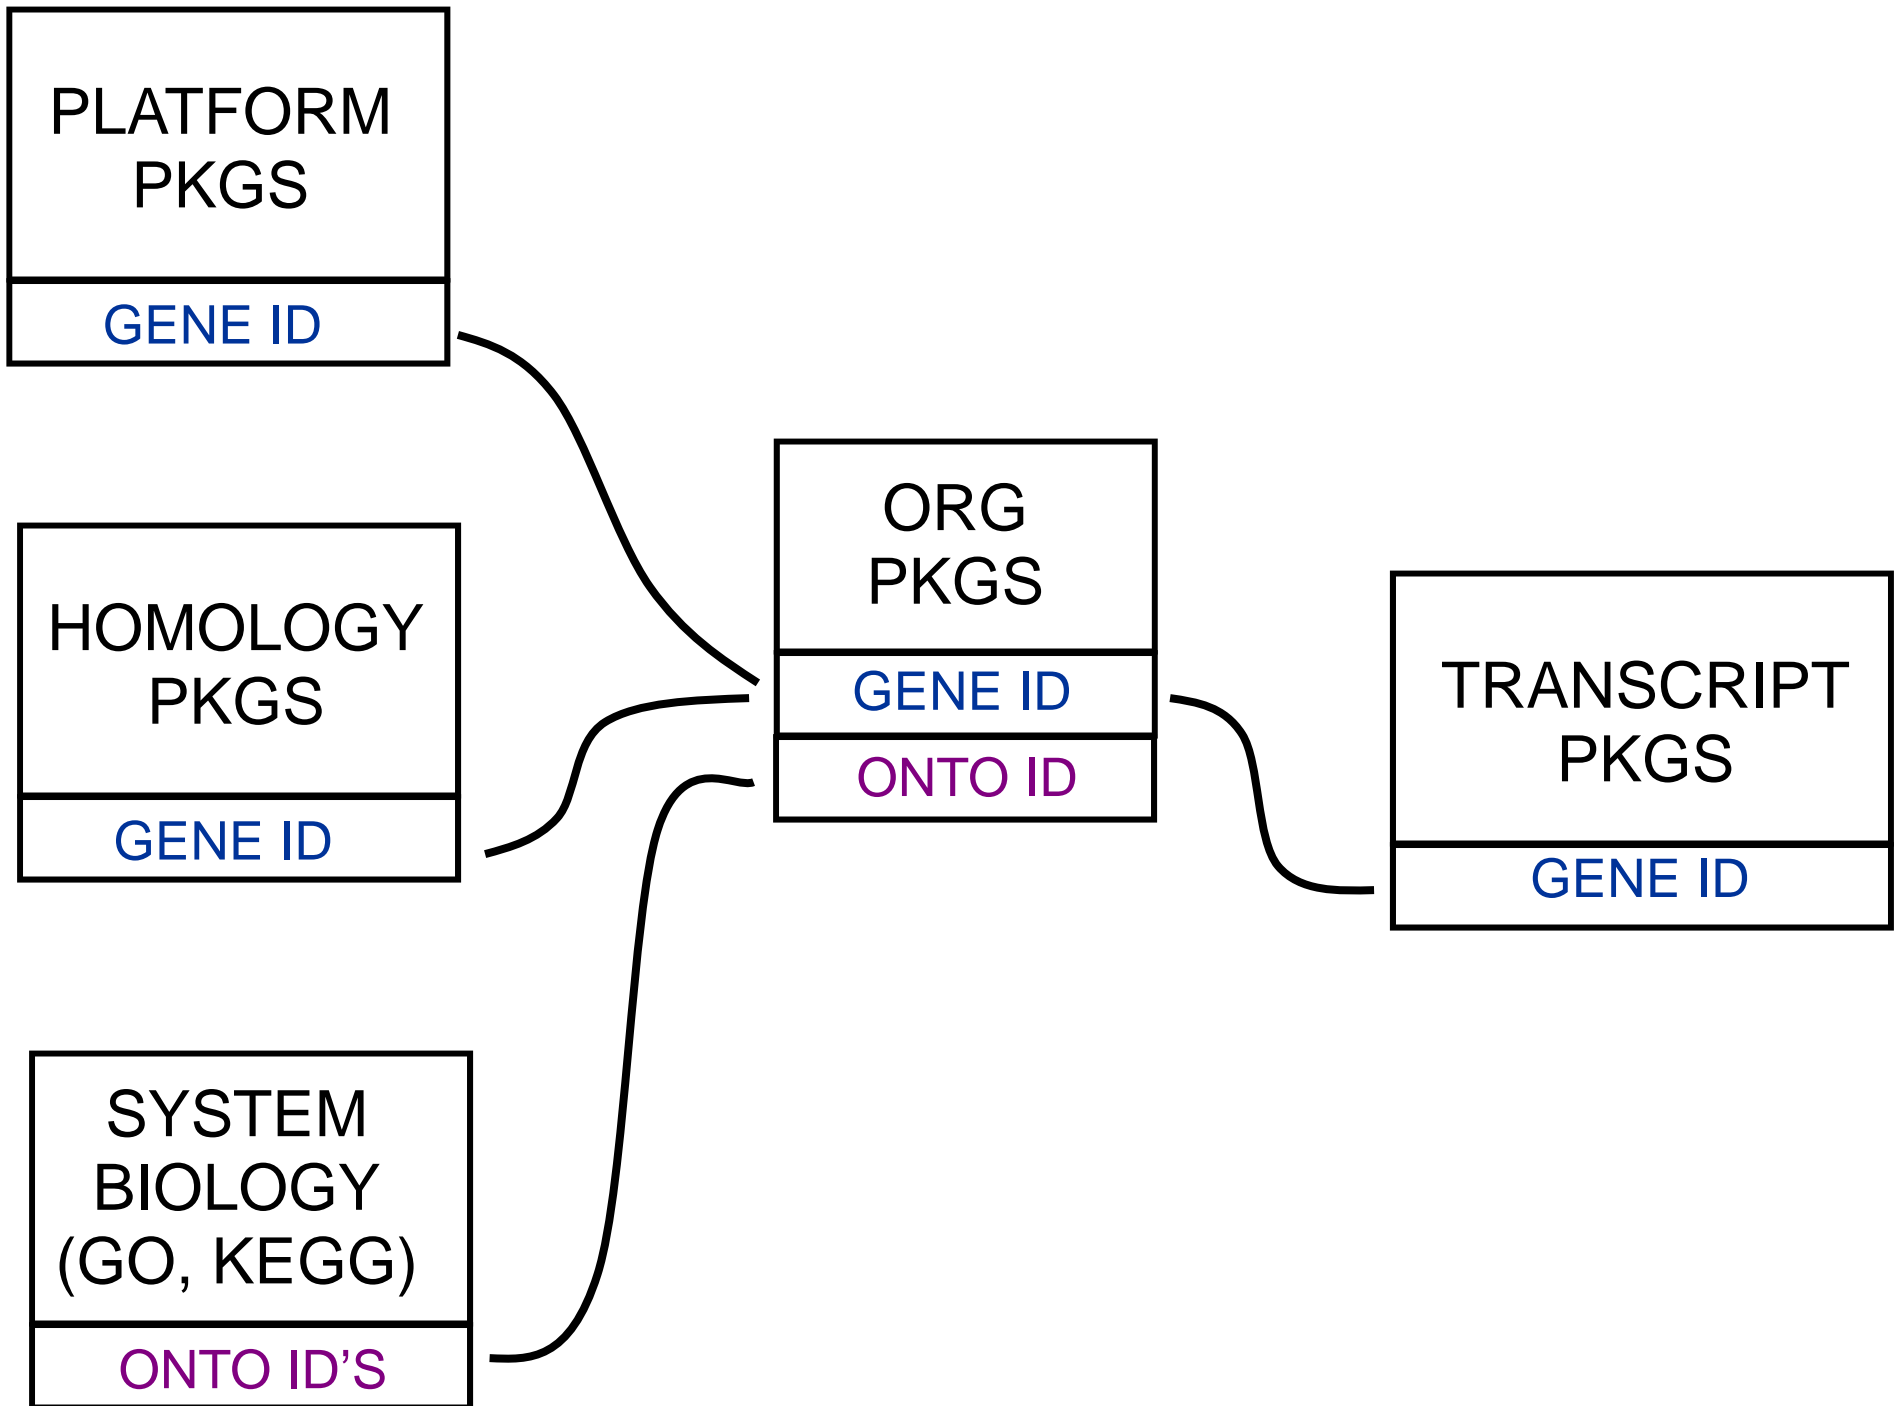 PLATFORM
PKGS
GENE ID
HOMOLOGY
PKGS
GENE ID
SYSTEM
BIOLOGY
(GO, KEGG)
ONTO ID’S
ORG
PKGS
GENE ID
ONTO ID
TRANSCRIPT
PKGS
GENE ID